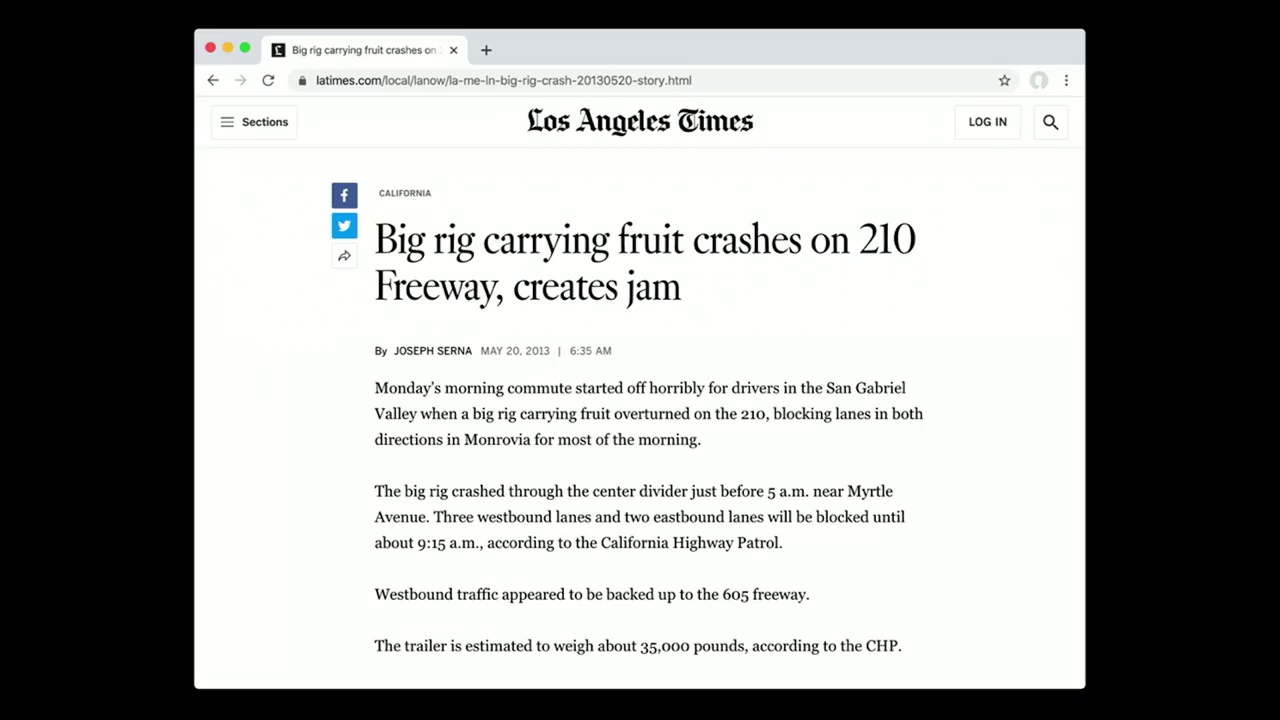 Big rig carrying fruit crashes on
latimes.com/local/lanow/la-me-ln-big-rig-crash-20130520-story.html
Sections
Los Angeles Times
LOG IN
CALIFORNIA
Big rig carrying fruit crashes on 210
Freeway, creates jam
By JOSEPH SERNA MAY 20, 2013 | 6:35 AM
Monday’s morning commute started off horribly for drivers in the San Gabriel
Valley when a big rig carrying fruit overturned on the 210, blocking lanes in both
directions in Monrovia for most of the morning.
The big rig crashed through the center divider just before 5 a.m. near Myrtle
Avenue. Three westbound lanes and two eastbound lanes will be blocked until
about 9:15 a.m., according to the California Highway Patrol.
Westbound traffic appeared to be backed up to the 605 freeway.
The trailer is estimated to weigh about 35,000 pounds, according to the CHP.